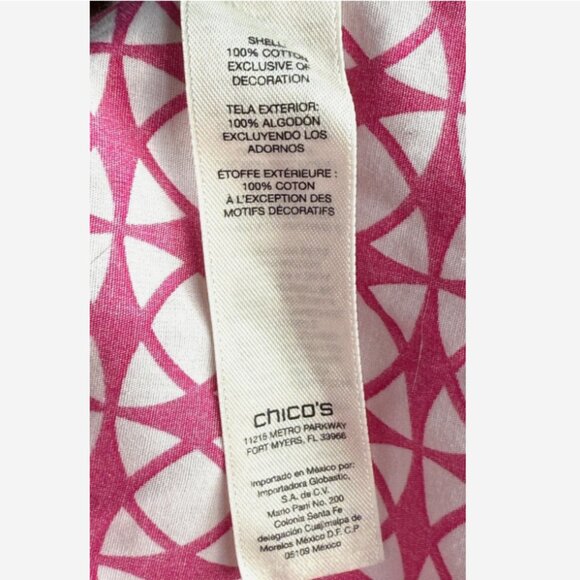 SHELL
100% COTTON
EXCLUSIVE OF
DECORATION
TELA EXTERIOR:
100% ALGODÓN
EXCLUYENDO LOS
ADORNOS
ÉTOFFE EXTÉRIEURE :
100% COTON
À L'EXCEPTION DES
MOTIFS DÉCORATIFS
chico's
11215 METRO PARKWAY
FORT MYERS, FL 33966
Importado en México por:
Importadora Globastic,
S.A. de C.V.
Mario Pani No. 200
Colonia Santa Fe
delegación Cuajimalpa de
Morelos México D.F. C.P
05109 México